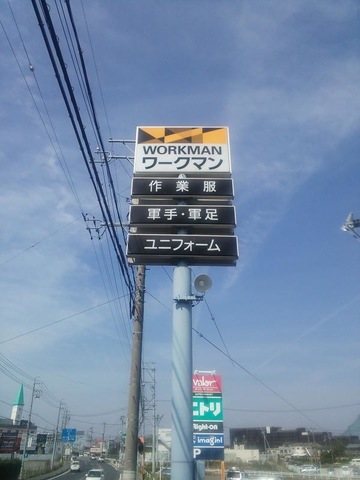 WORKMAN
ワークマン
作業服
軍手・軍足
ユニフォーム
Valor
ニトリ
Right-on
imagine
P